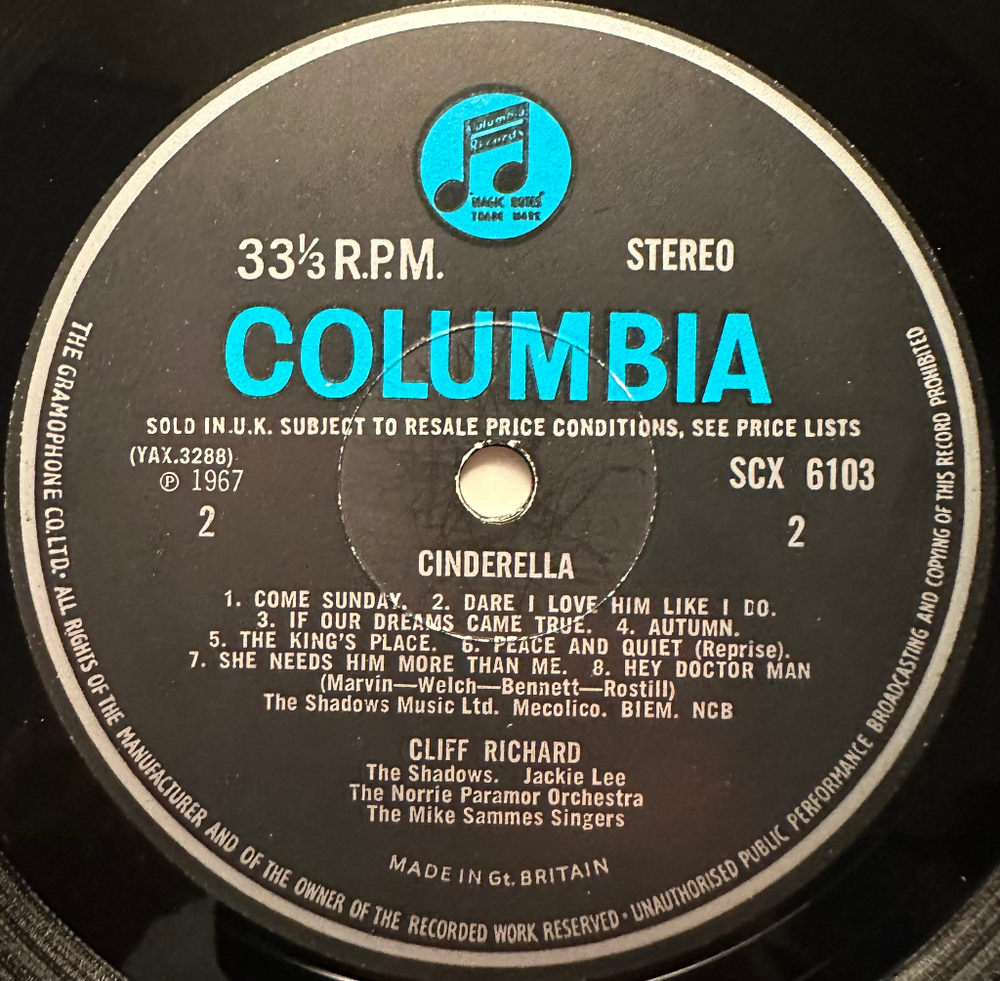 Columbia
Records
"MAGIC NOTES"
TRADE MARK
33⅓ R.P.M. STEREO
COLUMBIA
SOLD IN U.K. SUBJECT TO RESALE PRICE CONDITIONS, SEE PRICE LISTS
(YAX.3288) SCX 6103
℗ 1967
2 2
CINDERELLA
1. COME SUNDAY. 2. DARE I LOVE HIM LIKE I DO.
3. IF OUR DREAMS CAME TRUE. 4. AUTUMN.
5. THE KING'S PLACE. 6. PEACE AND QUIET (Reprise).
7. SHE NEEDS HIM MORE THAN ME. 8. HEY DOCTOR MAN
(Marvin—Welch—Bennett—Rostill)
The Shadows Music Ltd. Mecolico. BIEM. NCB
CLIFF RICHARD
The Shadows. Jackie Lee
The Norrie Paramor Orchestra
The Mike Sammes Singers
MADE IN Gt. BRITAIN
THE GRAMOPHONE CO. LTD. · ALL RIGHTS OF THE MANUFACTURER AND OF THE OWNER OF THE RECORDED WORK RESERVED · UNAUTHORISED PUBLIC PERFORMANCE BROADCASTING AND COPYING OF THIS RECORD PROHIBITED